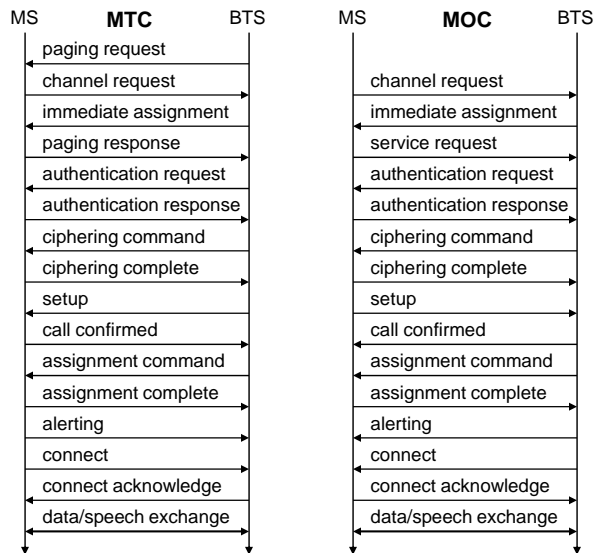 MS MTC BTS
paging request
channel request
immediate assignment
paging response
authentication request
authentication response
ciphering command
ciphering complete
setup
call confirmed
assignment command
assignment complete
alerting
connect
connect acknowledge
data/speech exchange
MS MOC BTS
channel request
immediate assignment
service request
authentication request
authentication response
ciphering command
ciphering complete
setup
call confirmed
assignment command
assignment complete
alerting
connect
connect acknowledge
data/speech exchange